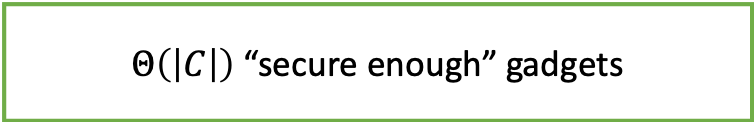 Θ(|𝐶|) “secure enough” gadgets